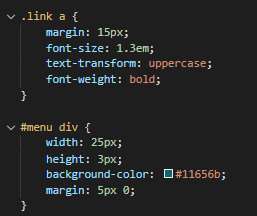 .link a {
margin: 15px;
font-size: 1.3em;
text-transform: uppercase;
font-weight: bold;
}
#menu div {
width: 25px;
height: 3px;
background-color: #11656b;
margin: 5px 0;
}